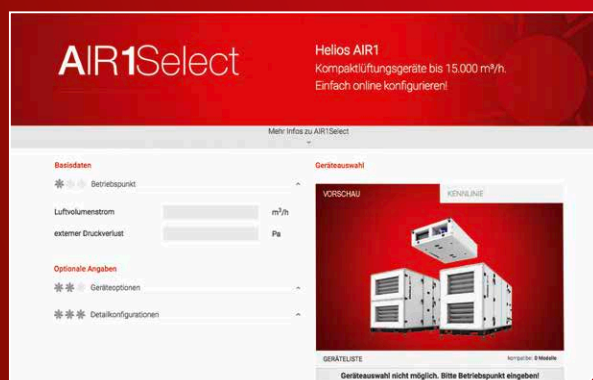 AIR1Select
Helios AIR1
Kompaktlüftungsgeräte bis 15.000 m³/h.
Einfach online konfigurieren!
Mehr Infos zu AIR1Select
Basisdaten
Betriebspunkt
Luftvolumenstrom m³/h
externer Druckverlust Pa
Optionale Angaben
Geräteoptionen
Detailkonfigurationen
Geräteauswahl
VORSCHAU KENNLINIE
GERÄTELISTE kompatibel: 0 Modelle
Geräteauswahl nicht möglich. Bitte Betriebspunkt eingeben!